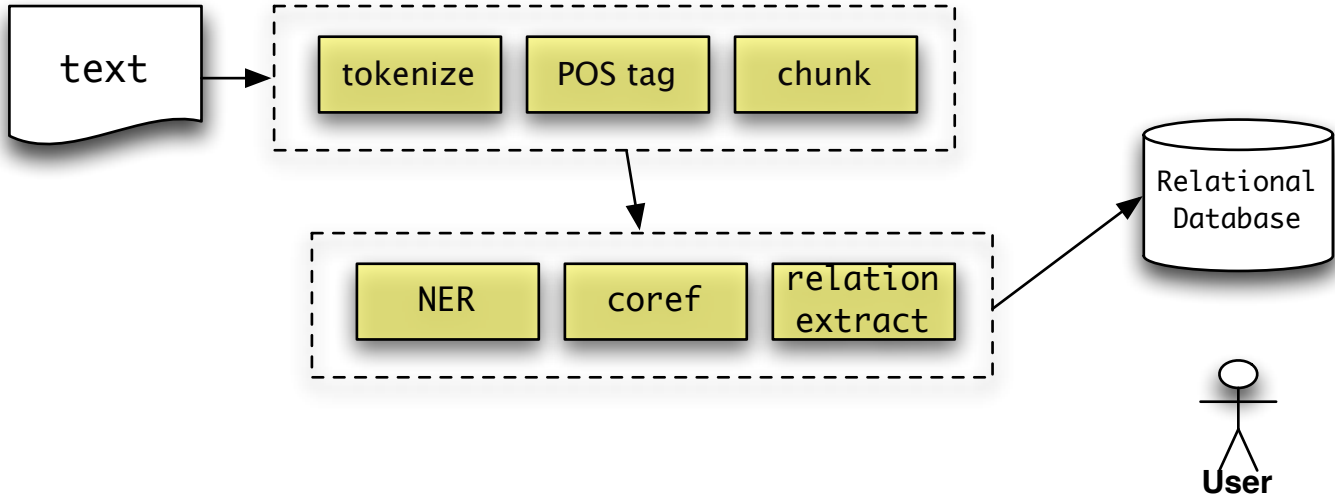 text
tokenize
POS tag
chunk
NER
coref
relation
extract
Relational
Database
User